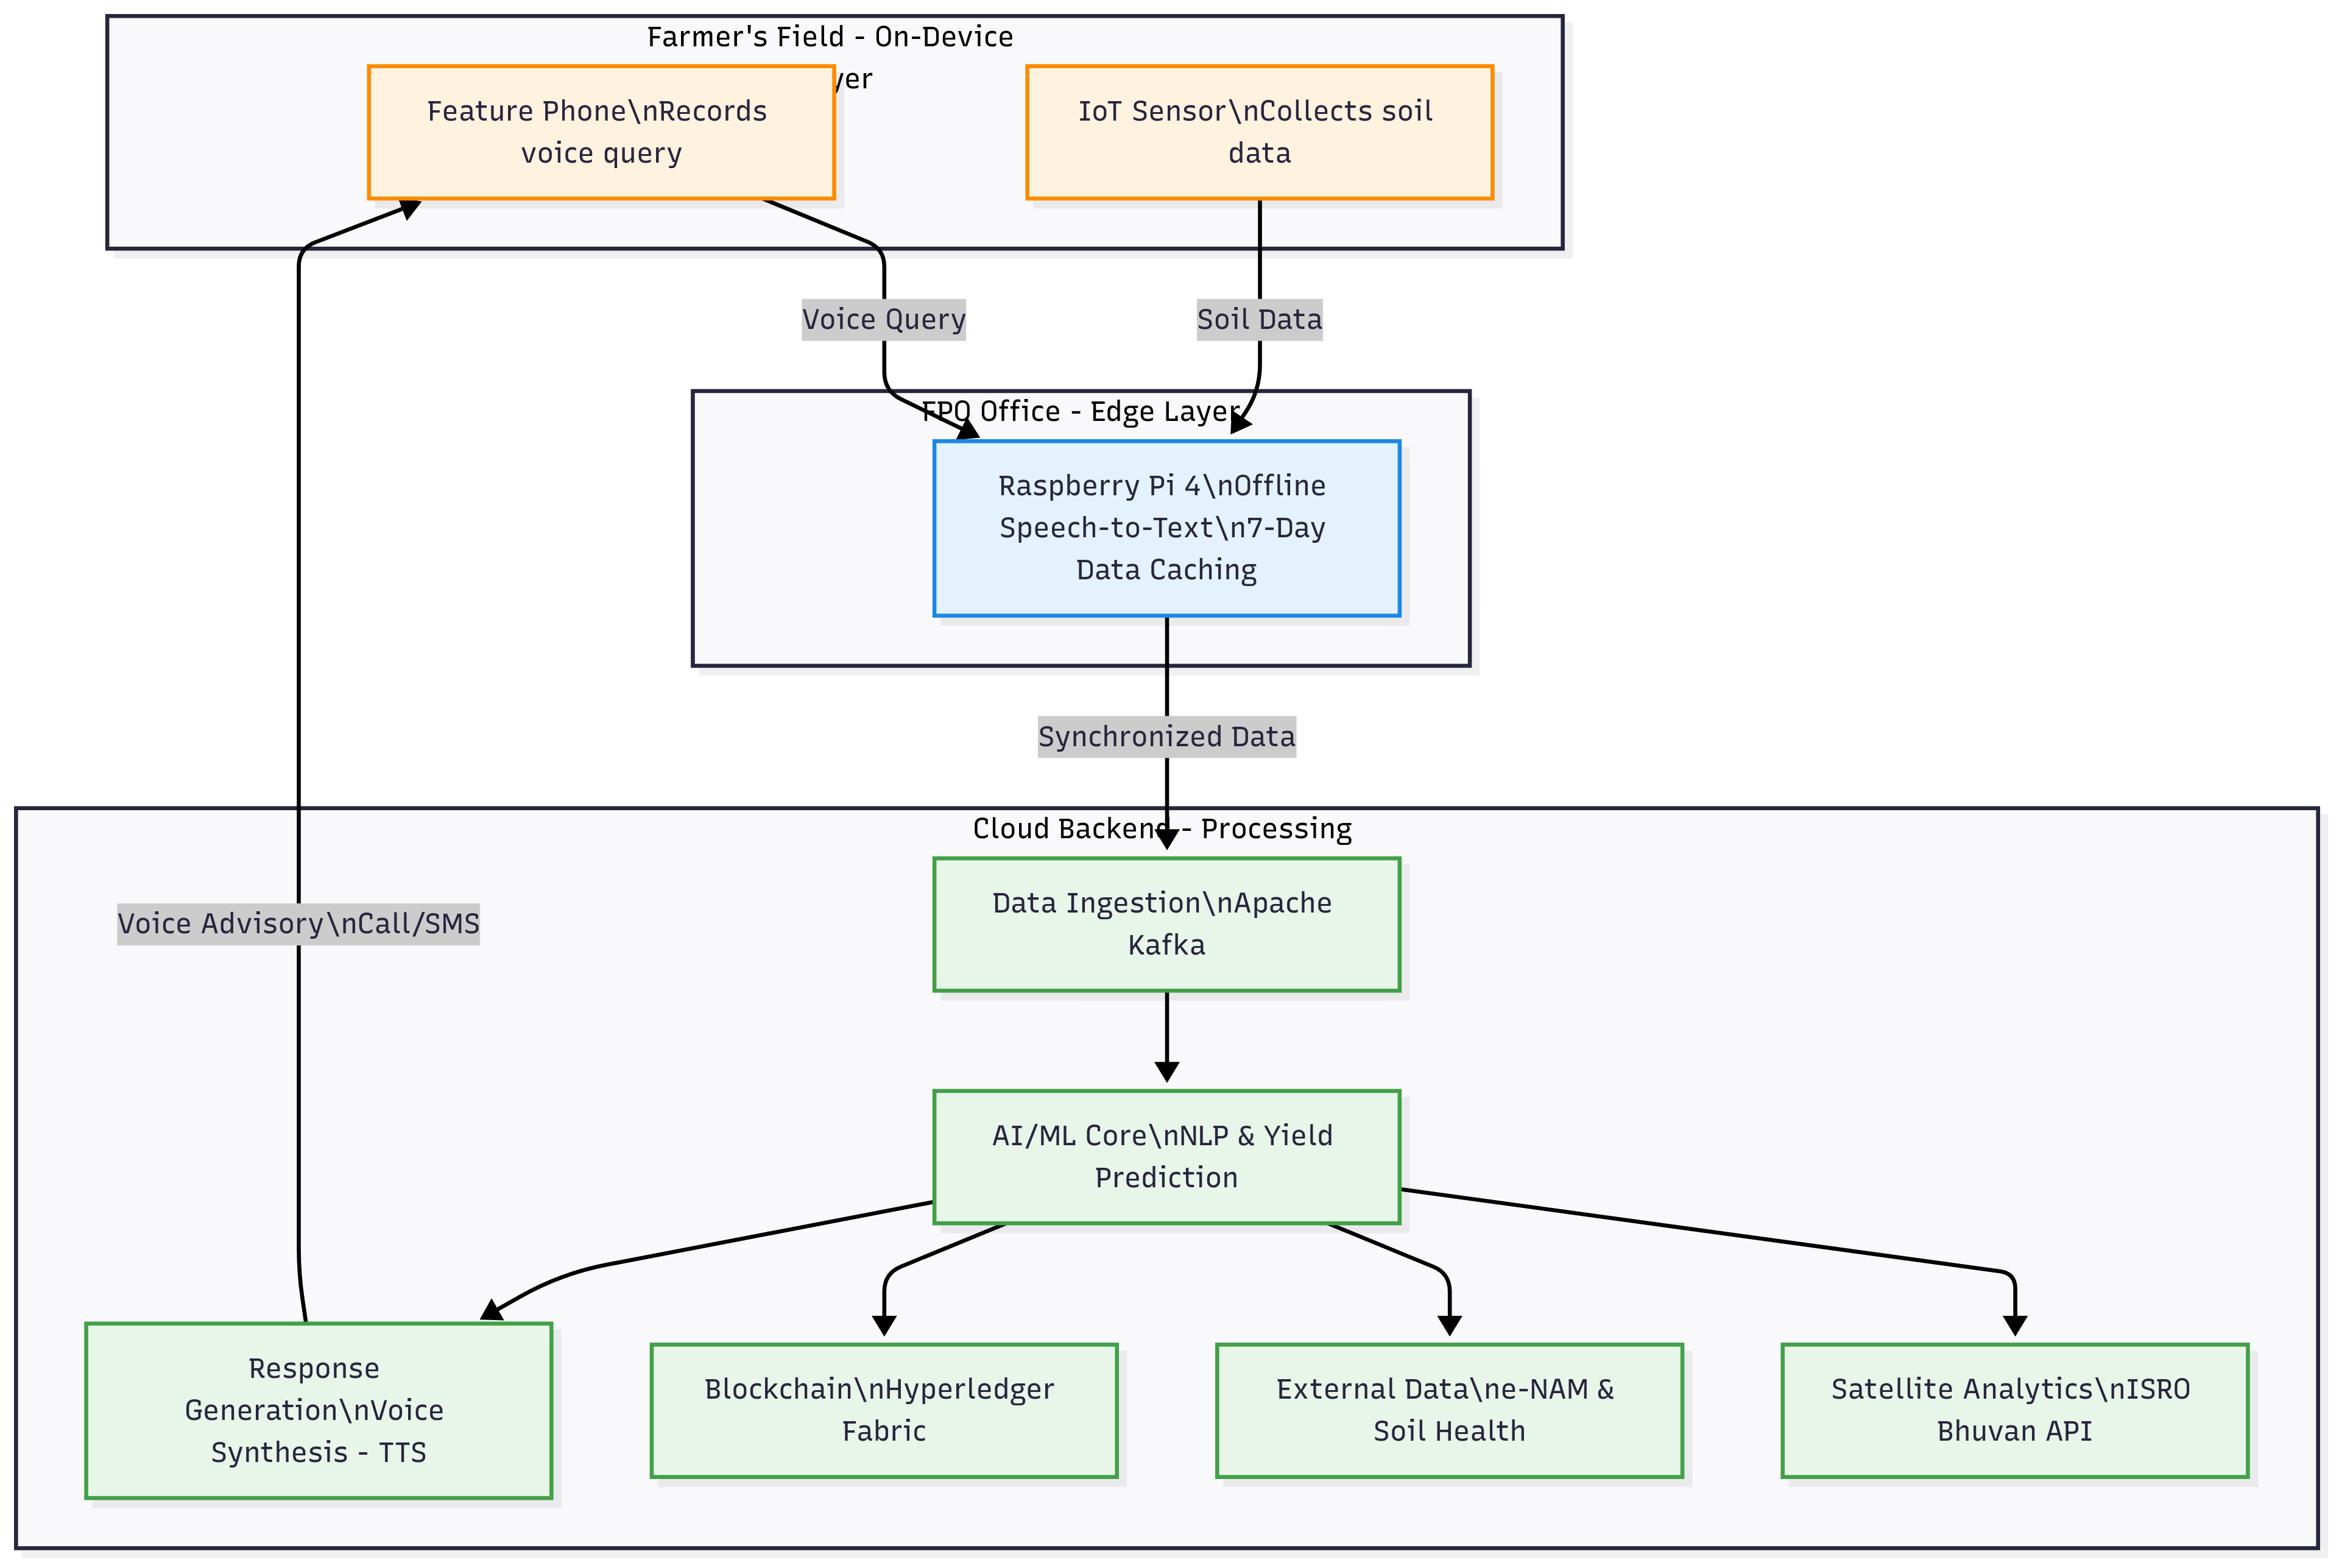 Farmer's Field - On-Device
yer
Feature Phone\nRecords
voice query
IoT Sensor\nCollects soil
data
Voice Query
Soil Data
FPO Office - Edge Layer
Raspberry Pi 4\nOffline
Speech-to-Text\n7-Day
Data Caching
Synchronized Data
Cloud Backend - Processing
Data Ingestion\nApache
Kafka
Voice Advisory\nCall/SMS
AI/ML Core\nNLP & Yield
Prediction
Response
Generation\nVoice
Synthesis - TTS
Blockchain\nHyperledger
Fabric
External Data\ne-NAM &
Soil Health
Satellite Analytics\nISRO
Bhuvan API